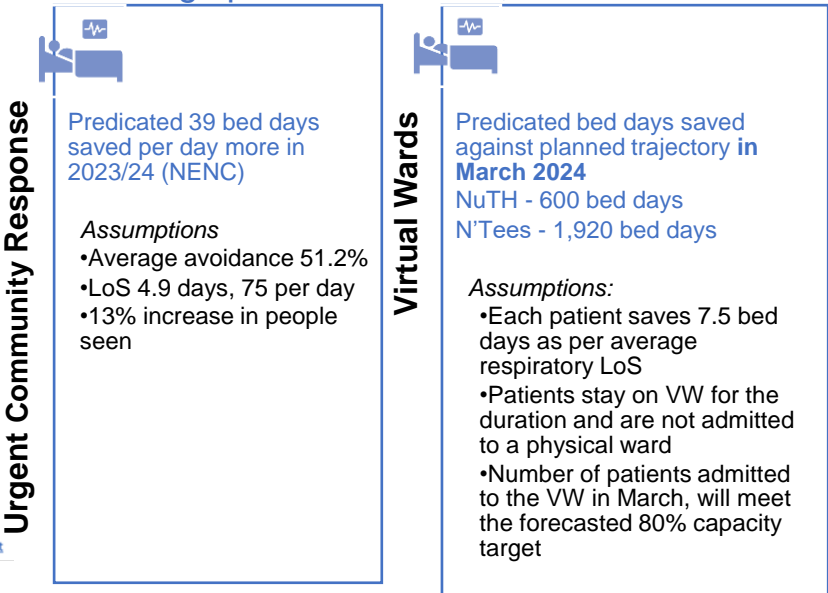 Urgent Community Response
Predicated 39 bed days
saved per day more in
2023/24 (NENC)
Assumptions
•Average avoidance 51.2%
•LoS 4.9 days, 75 per day
•13% increase in people
seen
Virtual Wards
Predicated bed days saved
against planned trajectory in
March 2024
NuTH - 600 bed days
N'Tees - 1,920 bed days
Assumptions:
•Each patient saves 7.5 bed
days as per average
respiratory LoS
•Patients stay on VW for the
duration and are not admitted
to a physical ward
•Number of patients admitted
to the VW in March, will meet
the forecasted 80% capacity
target